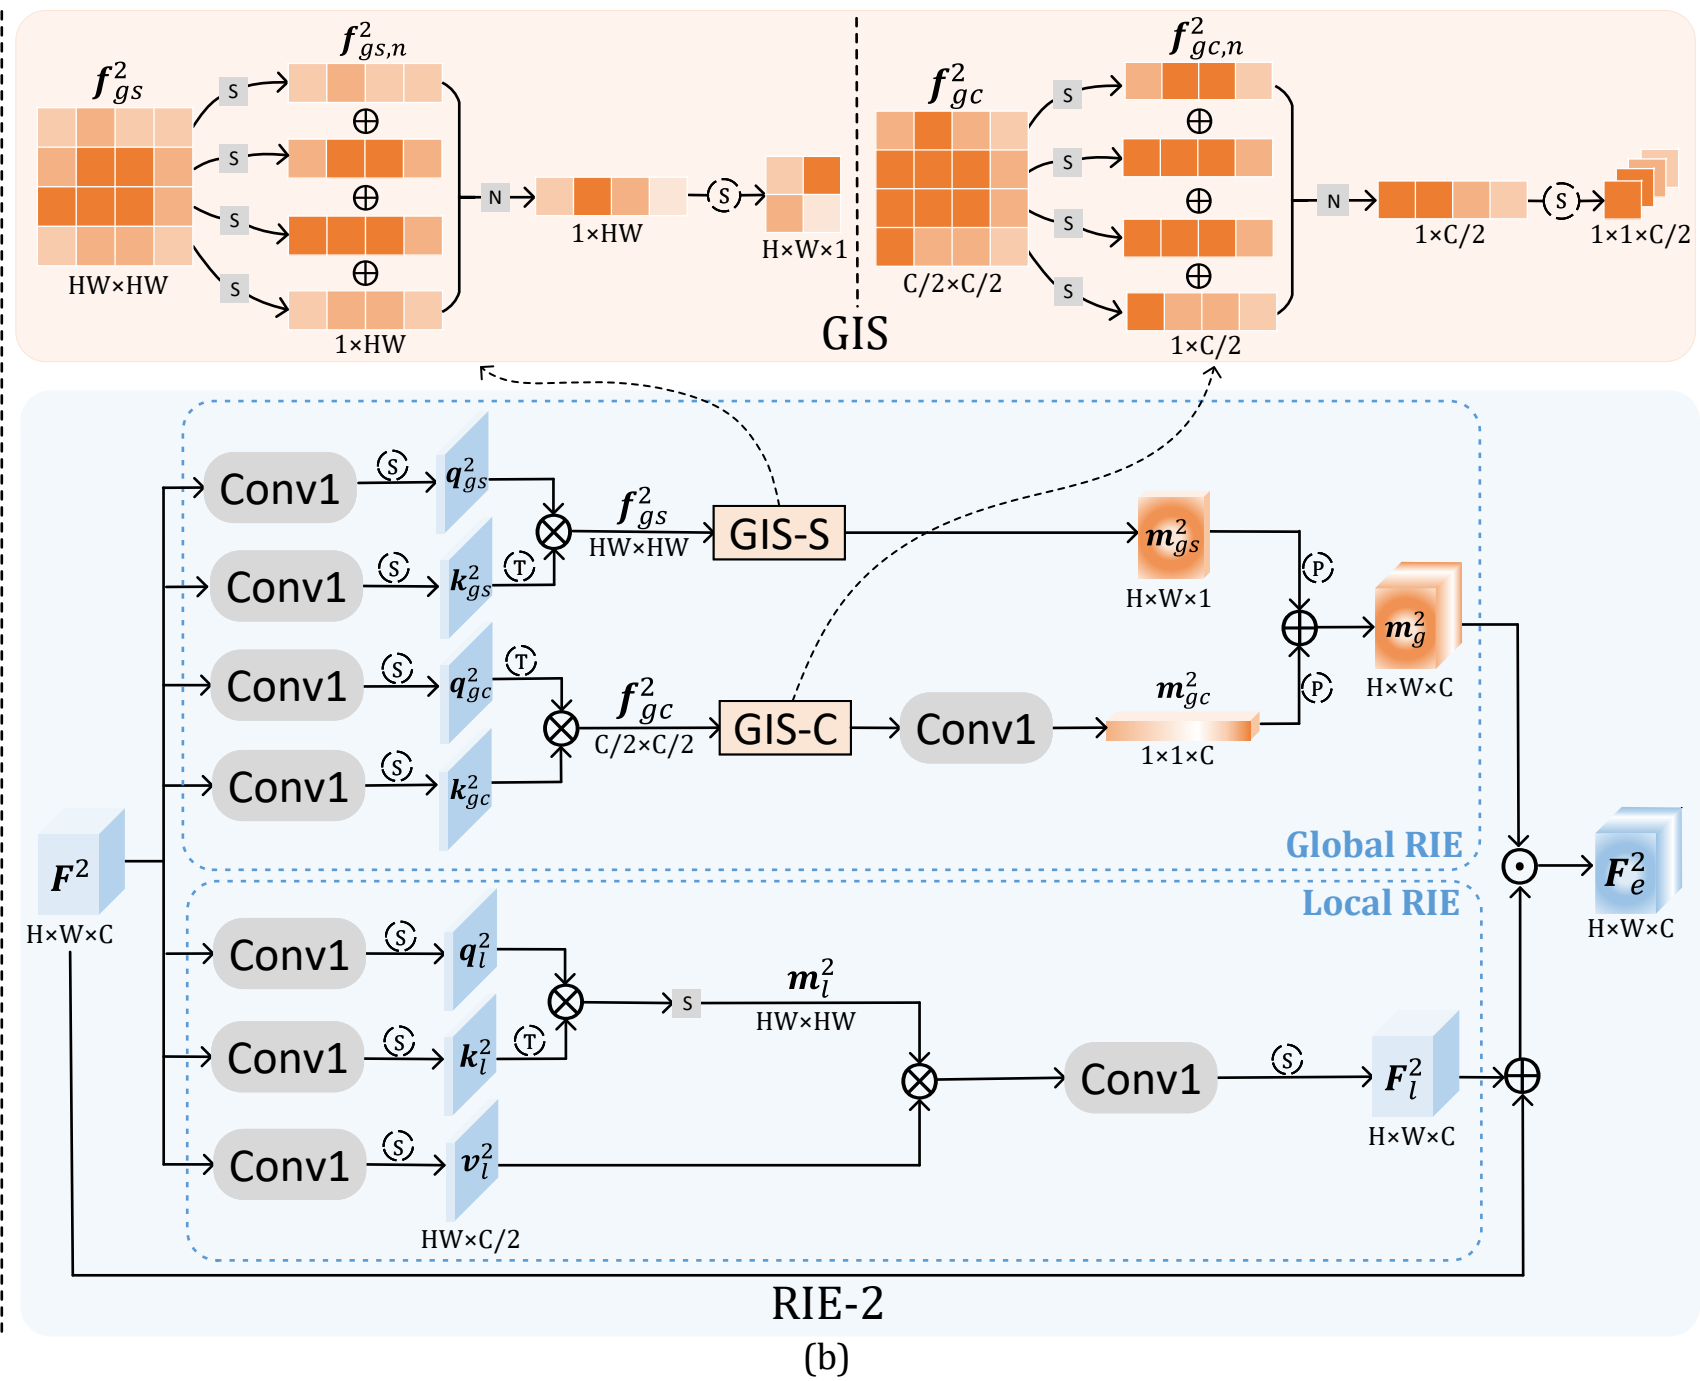 f²gs
HW×HW
S
S
S
S
f²gs,n
⊕
⊕
⊕
1×HW
N
1×HW
S
H×W×1
f²gc
C/2×C/2
S
S
S
S
f²gc,n
⊕
⊕
⊕
1×C/2
N
1×C/2
S
1×1×C/2
GIS
Conv1
S
q²gs
Conv1
S
k²gs
T
⊗
f²gs
HW×HW
GIS-S
m²gs
H×W×1
P
Conv1
S
q²gc
T
Conv1
S
k²gc
⊗
f²gc
C/2×C/2
GIS-C
Conv1
m²gc
1×1×C
P
⊕
m²g
H×W×C
Global RIE
F²
H×W×C
⊙
F²e
H×W×C
Local RIE
Conv1
S
q²l
Conv1
S
k²l
T
⊗
S
m²l
HW×HW
Conv1
S
v²l
HW×C/2
⊗
Conv1
S
F²l
H×W×C
⊕
RIE-2
(b)